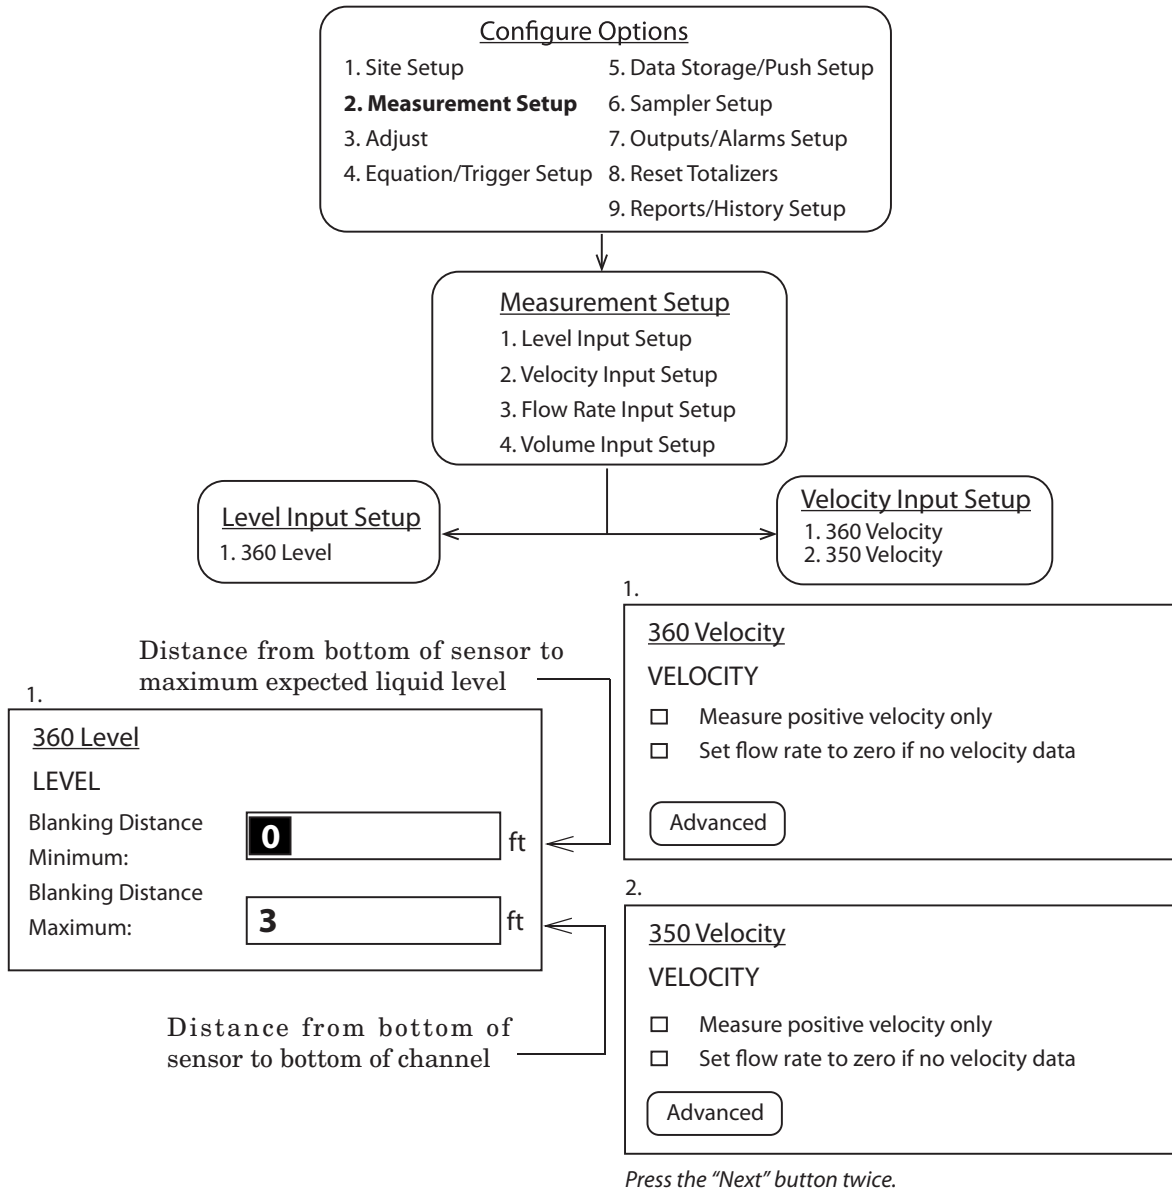 Configure Options
1. Site Setup
2. Measurement Setup
3. Adjust
4. Equation/Trigger Setup
5. Data Storage/Push Setup
6. Sampler Setup
7. Outputs/Alarms Setup
8. Reset Totalizers
9. Reports/History Setup
Measurement Setup
1. Level Input Setup
2. Velocity Input Setup
3. Flow Rate Input Setup
4. Volume Input Setup
Level Input Setup
1. 360 Level
Velocity Input Setup
1. 360 Velocity
2. 350 Velocity
Distance from bottom of sensor to
maximum expected liquid level
1.
360 Level
LEVEL
Blanking Distance
Minimum:
0 ft
Blanking Distance
Maximum:
3 ft
Distance from bottom of
sensor to bottom of channel
1.
360 Velocity
VELOCITY
Measure positive velocity only
Set flow rate to zero if no velocity data
Advanced
2.
350 Velocity
VELOCITY
Measure positive velocity only
Set flow rate to zero if no velocity data
Advanced
Press the “Next” button twice.